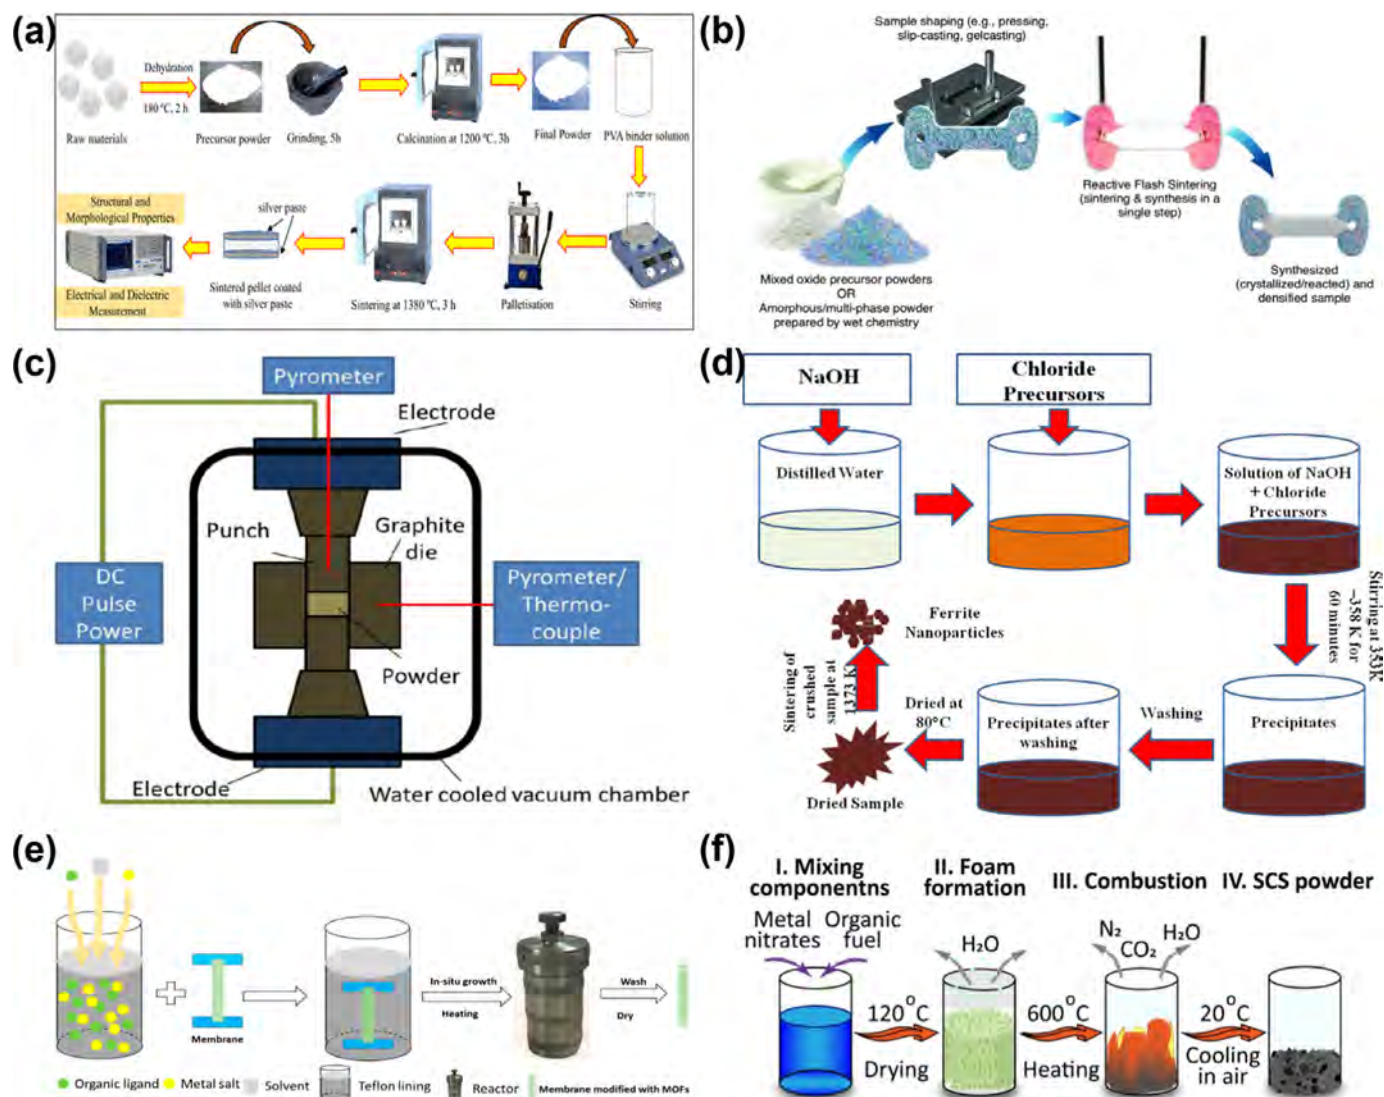 (a)
Dehydration
180 °C, 2 h
Raw materials
Precursor powder
Grinding, 5h
Calcination at 1200 °C, 3h
Final Powder
PVA binder solution
Structural and
Morphological Properties
Electrical and Dielectric
Measurement
silver paste
Sintered pellet coated
with silver paste
Sintering at 1380 °C, 3 h
Palletisation
Stirring
(b)
Sample shaping (e.g., pressing,
slip-casting, gelcasting)
Mixed oxide precursor powders
OR
Amorphous/multi-phase powder
prepared by wet chemistry
Reactive Flash Sintering
(sintering & synthesis in a
single step)
Synthesized
(crystallized/reacted) and
densified sample
(c)
Pyrometer
Electrode
Punch
Graphite
die
DC
Pulse
Power
Pyrometer/
Thermo-
couple
Powder
Electrode
Water cooled vacuum chamber
(d)
NaOH
Chloride
Precursors
Distilled Water
Solution of NaOH
+ Chloride
Precursors
Stirring at 353K
–358 K for
60 minutes
Precipitates
Washing
Precipitates after
washing
Dried at
80°C
Dried Sample
Sintering of
crushed
sample at
1373 K
Ferrite
Nanoparticles
(e)
Membrane
In-situ growth
Heating
Wash
Dry
Organic ligand
Metal salt
Solvent
Teflon lining
Reactor
Membrane modified with MOFs
(f)
I. Mixing
componentns
II. Foam
formation
III. Combustion
IV. SCS powder
Metal
nitrates
Organic
fuel
H₂O
N₂
CO₂
H₂O
120°C
Drying
600°C
Heating
20°C
Cooling
in air